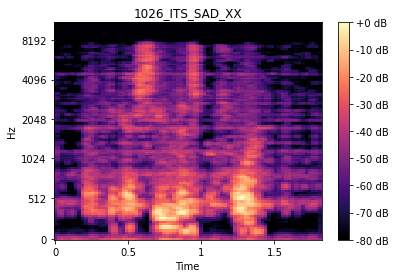 1026_ITS_SAD_XX
+0 dB
8192
-10 dB
4096
-20 dB
-30 dB
2048
Hz
-40 dB
1024
-50 dB
512
-60 dB
-70 dB
0
-80 dB
0
0.5
1
1.5
Time